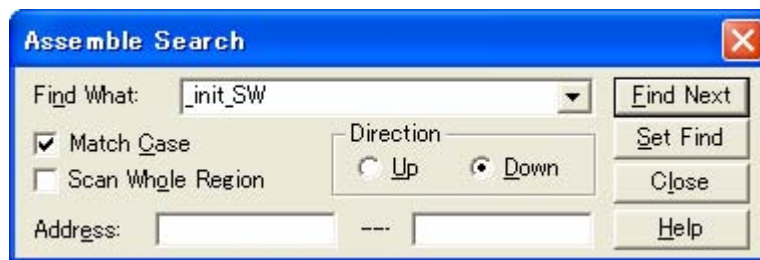 Assemble Search
Find What: _init_SW Find Next
Match Case Direction Set Find
Scan Whole Region Up Down Close
Address: --- Help